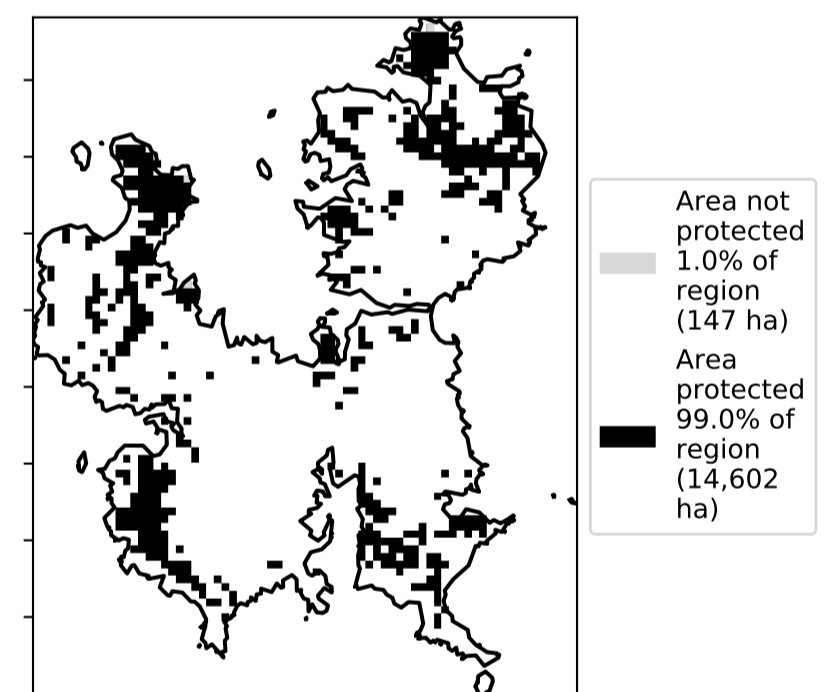 Area not
protected
1.0% of
region
(147 ha)
Area
protected
99.0% of
region
(14,602
ha)